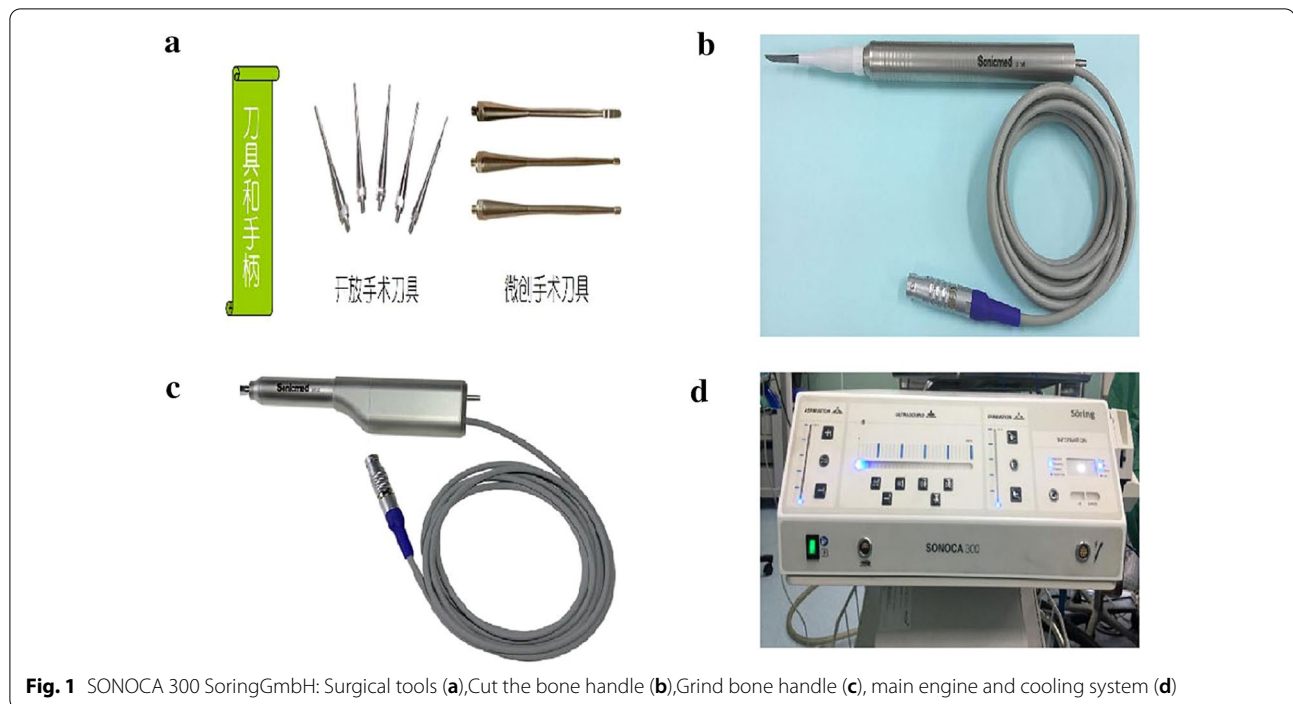 a
刀具和手柄
开放手术刀具
微创手术刀具
b
Sonicmed
c
Sonicmed
d
ULTRASOUND
Söring
INFORMATION
SONOCA 300
Fig. 1 SONOCA 300 SoringGmbH: Surgical tools (a),Cut the bone handle (b),Grind bone handle (c), main engine and cooling system (d)